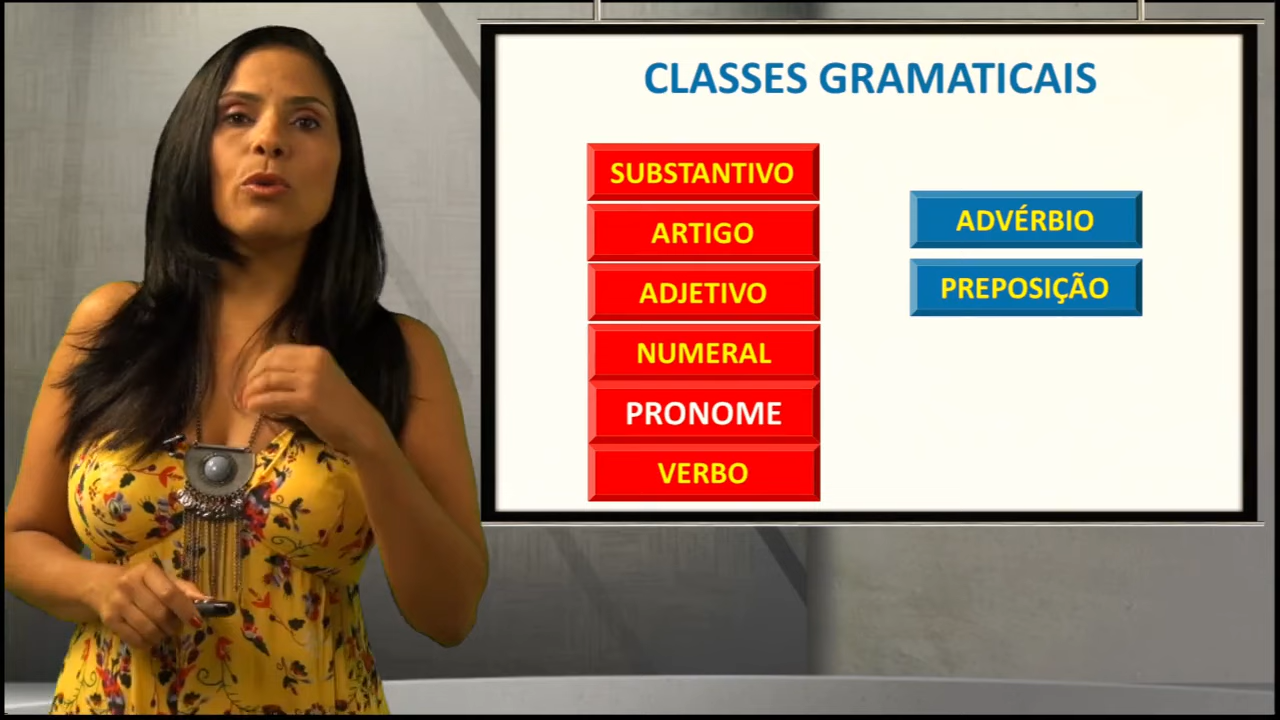 CLASSES GRAMATICAIS
SUBSTANTIVO
ARTIGO
ADJETIVO
NUMERAL
PRONOME
VERBO
ADVÉRBIO
PREPOSIÇÃO